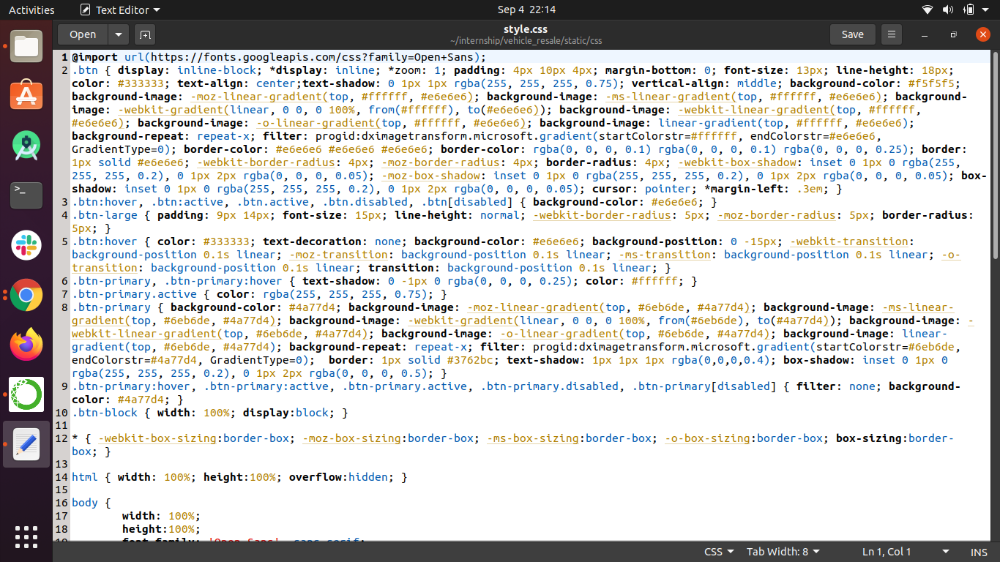 Activities
Text Editor
Sep 4 22:14
Open
style.css
~/internship/vehicle_resale/static/css
Save
1 @import url(https://fonts.googleapis.com/css?family=Open+Sans);
2 .btn { display: inline-block; *display: inline; *zoom: 1; padding: 4px 10px 4px; margin-bottom: 0; font-size: 13px; line-height: 18px;
color: #333333; text-align: center;text-shadow: 0 1px 1px rgba(255, 255, 255, 0.75); vertical-align: middle; background-color: #f5f5f5;
background-image: -moz-linear-gradient(top, #ffffff, #e6e6e6); background-image: -ms-linear-gradient(top, #ffffff, #e6e6e6); background-
image: -webkit-gradient(linear, 0 0, 0 100%, from(#ffffff), to(#e6e6e6)); background-image: -webkit-linear-gradient(top, #ffffff,
#e6e6e6); background-image: -o-linear-gradient(top, #ffffff, #e6e6e6); background-image: linear-gradient(top, #ffffff, #e6e6e6);
background-repeat: repeat-x; filter: progid:dximagetransform.microsoft.gradient(startColorstr=#ffffff, endColorstr=#e6e6e6,
GradientType=0); border-color: #e6e6e6 #e6e6e6 #e6e6e6; border-color: rgba(0, 0, 0, 0.1) rgba(0, 0, 0, 0.1) rgba(0, 0, 0, 0.25); border:
1px solid #e6e6e6; -webkit-border-radius: 4px; -moz-border-radius: 4px; border-radius: 4px; -webkit-box-shadow: inset 0 1px 0 rgba(255,
255, 255, 0.2), 0 1px 2px rgba(0, 0, 0, 0.05); -moz-box-shadow: inset 0 1px 0 rgba(255, 255, 255, 0.2), 0 1px 2px rgba(0, 0, 0, 0.05); box-
shadow: inset 0 1px 0 rgba(255, 255, 255, 0.2), 0 1px 2px rgba(0, 0, 0, 0.05); cursor: pointer; *margin-left: .3em; }
3 .btn:hover, .btn:active, .btn.active, .btn.disabled, .btn[disabled] { background-color: #e6e6e6; }
4 .btn-large { padding: 9px 14px; font-size: 15px; line-height: normal; -webkit-border-radius: 5px; -moz-border-radius: 5px; border-radius:
5px; }
5 .btn:hover { color: #333333; text-decoration: none; background-color: #e6e6e6; background-position: 0 -15px; -webkit-transition:
background-position 0.1s linear; -moz-transition: background-position 0.1s linear; -ms-transition: background-position 0.1s linear; -o-
transition: background-position 0.1s linear; transition: background-position 0.1s linear; }
6 .btn-primary, .btn-primary:hover { text-shadow: 0 -1px 0 rgba(0, 0, 0, 0.25); color: #ffffff; }
7 .btn-primary.active { color: rgba(255, 255, 255, 0.75); }
8 .btn-primary { background-color: #4a77d4; background-image: -moz-linear-gradient(top, #6eb6de, #4a77d4); background-image: -ms-linear-
gradient(top, #6eb6de, #4a77d4); background-image: -webkit-gradient(linear, 0 0, 0 100%, from(#6eb6de), to(#4a77d4)); background-image: -
webkit-linear-gradient(top, #6eb6de, #4a77d4); background-image: -o-linear-gradient(top, #6eb6de, #4a77d4); background-image: linear-
gradient(top, #6eb6de, #4a77d4); background-repeat: repeat-x; filter: progid:dximagetransform.microsoft.gradient(startColorstr=#6eb6de,
endColorstr=#4a77d4, GradientType=0);  border: 1px solid #3762bc; text-shadow: 1px 1px 1px rgba(0,0,0,0.4); box-shadow: inset 0 1px 0
rgba(255, 255, 255, 0.2), 0 1px 2px rgba(0, 0, 0, 0.5); }
9 .btn-primary:hover, .btn-primary:active, .btn-primary.active, .btn-primary.disabled, .btn-primary[disabled] { filter: none; background-
color: #4a77d4; }
10 .btn-block { width: 100%; display:block; }
11
12 * { -webkit-box-sizing:border-box; -moz-box-sizing:border-box; -ms-box-sizing:border-box; -o-box-sizing:border-box; box-sizing:border-
box; }
13
14 html { width: 100%; height:100%; overflow:hidden; }
15
16 body {
17 width: 100%;
18 height:100%;
19 font-family: 'Open Sans', sans-serif;
CSS
Tab Width: 8
Ln 1, Col 1
INS